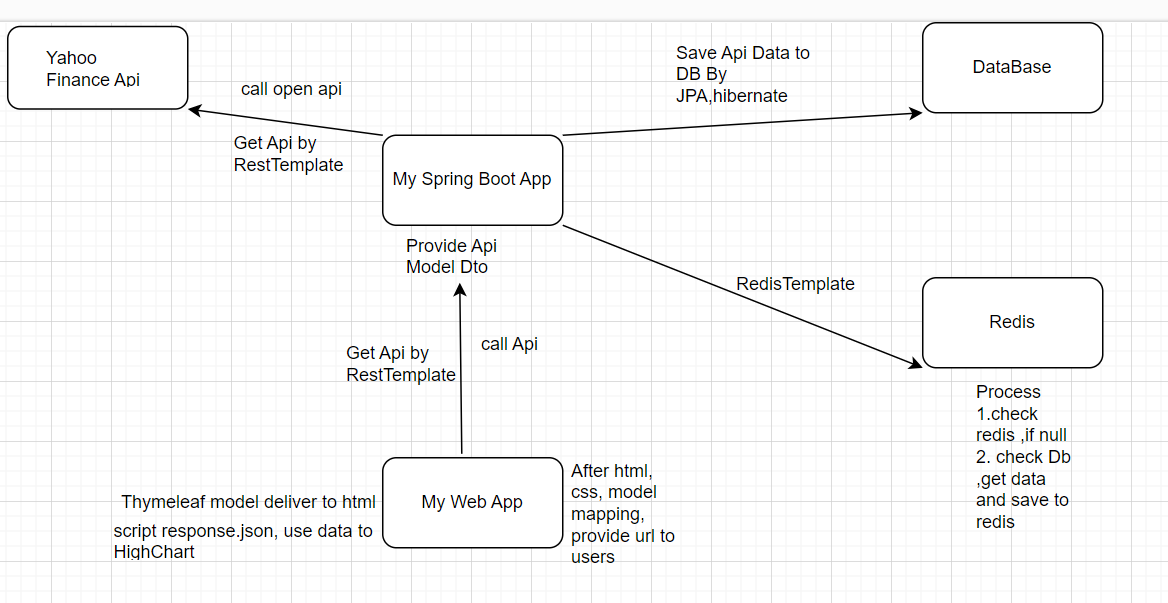 Yahoo
Finance Api
call open api
Get Api by
RestTemplate
Save Api Data to
DB By
JPA,hibernate
DataBase
My Spring Boot App
Provide Api
Model Dto
RedisTemplate
Redis
Get Api by
RestTemplate
call Api
Process
1.check
redis ,if null
2. check Db
,get data
and save to
redis
Thymeleaf model deliver to html
script response.json, use data to
HighChart
My Web App
After html,
css, model
mapping,
provide url to
users